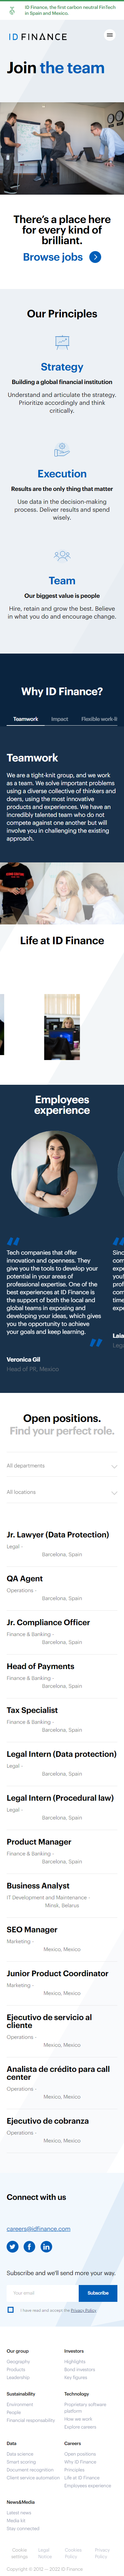 ID Finance, the first carbon neutral FinTech
in Spain and Mexico.
ID FINANCE
Join the team
There's a place here
for every kind of
brilliant.
Browse jobs
Our Principles
Strategy
Building a global financial institution
Understand and articulate the strategy.
Prioritize accordingly and think
critically.
Execution
Results are the only thing that matter
Use data in the decision-making
process. Deliver results and spend
wisely.
Team
Our biggest value is people
Hire, retain and grow the best. Believe
in what you do and encourage change.
Why ID Finance?
Teamwork
Impact
Flexible work-li
Teamwork
We are a tight-knit group, and we work
as a team. We solve important problems
using a diverse collective of thinkers and
doers, using the most innovative
products and experiences. We have an
incredibly talented team who do not
compete against one another but will
involve you in challenging the existing
approach.
Life at ID Finance
Employees
experience
Tech companies that offer
innovation and openness. They
give you the tools to develop your
potential in your areas of
professional expertise. One of the
best experiences at ID Finance is
the support of both the local and
global teams in sharing and
developing your ideas, which gives
you the opportunity to achieve
your goals and keep learning.
Veronica Gil
Head of PR, Mexico
Open positions.
Find your perfect role.
All departments
All locations
Jr. Lawyer (Data Protection)
Legal -
Barcelona, Spain
QA Agent
Operations -
Barcelona, Spain
Jr. Compliance Officer
Finance & Banking -
Barcelona, Spain
Head of Payments
Finance & Banking -
Barcelona, Spain
Tax Specialist
Finance & Banking -
Barcelona, Spain
Legal Intern (Data protection)
Legal -
Barcelona, Spain
Legal Intern (Procedural law)
Legal -
Barcelona, Spain
Product Manager
Finance & Banking -
Barcelona, Spain
Business Analyst
IT Development and Maintenance -
Minsk, Belarus
SEO Manager
Marketing -
Mexico, Mexico
Junior Product Coordinator
Marketing -
Mexico, Mexico
Ejecutivo de servicio al
cliente
Operations -
Mexico, Mexico
Analista de crédito para call
center
Operations -
Mexico, Mexico
Ejecutivo de cobranza
Operations -
Mexico, Mexico
Connect with us
careers@idfinance.com
Subscribe and we'll send more your way.
Your email
Subscribe
I have read and accept the Privacy Policy
Our group
Geography
Products
Leadership
Investors
Highlights
Bond investors
Key figures
Sustainability
Environment
People
Financial responsibility
Technology
Proprietary software
platform
How we work
Explore careers
Data
Data science
Smart scoring
Document recognition
Client service automation
Careers
Open positions
Why ID Finance
Principles
Life at ID Finance
Employees experience
News&Media
Latest news
Media kit
Stay connected
Cookie
settings
Legal
Notice
Cookies
Policy
Privacy
Policy
Copyright © 2012 — 2022 ID Finance